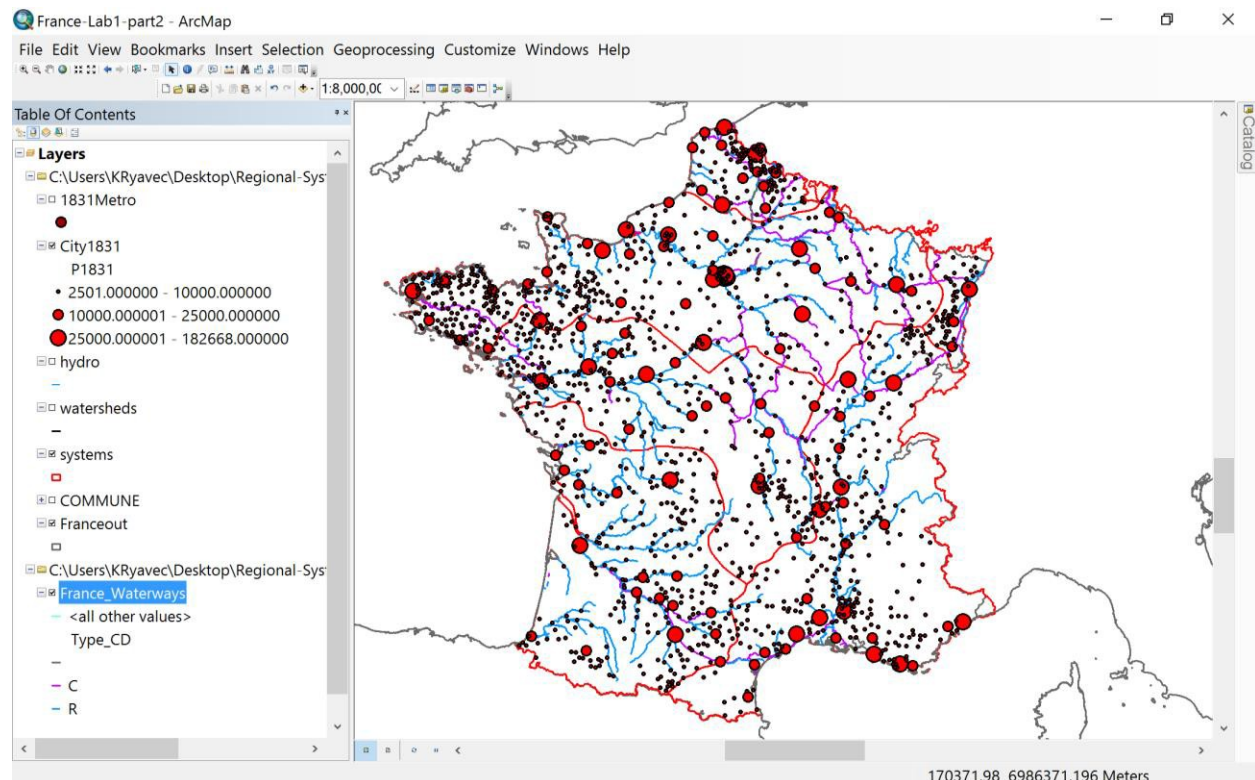 France-Lab1-part2 - ArcMap
File Edit View Bookmarks Insert Selection Geoprocessing Customize Windows Help
1:8,000,0(
Table Of Contents
Layers
C:\Users\KRyavec\Desktop\Regional-Sys
1831Metro
City1831
P1831
2501.000000 - 10000.000000
10000.000001 - 25000.000000
25000.000001 - 182668.000000
hydro
watersheds
systems
COMMUNE
Franceout
C:\Users\KRyavec\Desktop\Regional-Sys
France_Waterways
<all other values>
Type_CD
C
R
Catalog
170371.98 6986371.196 Meters